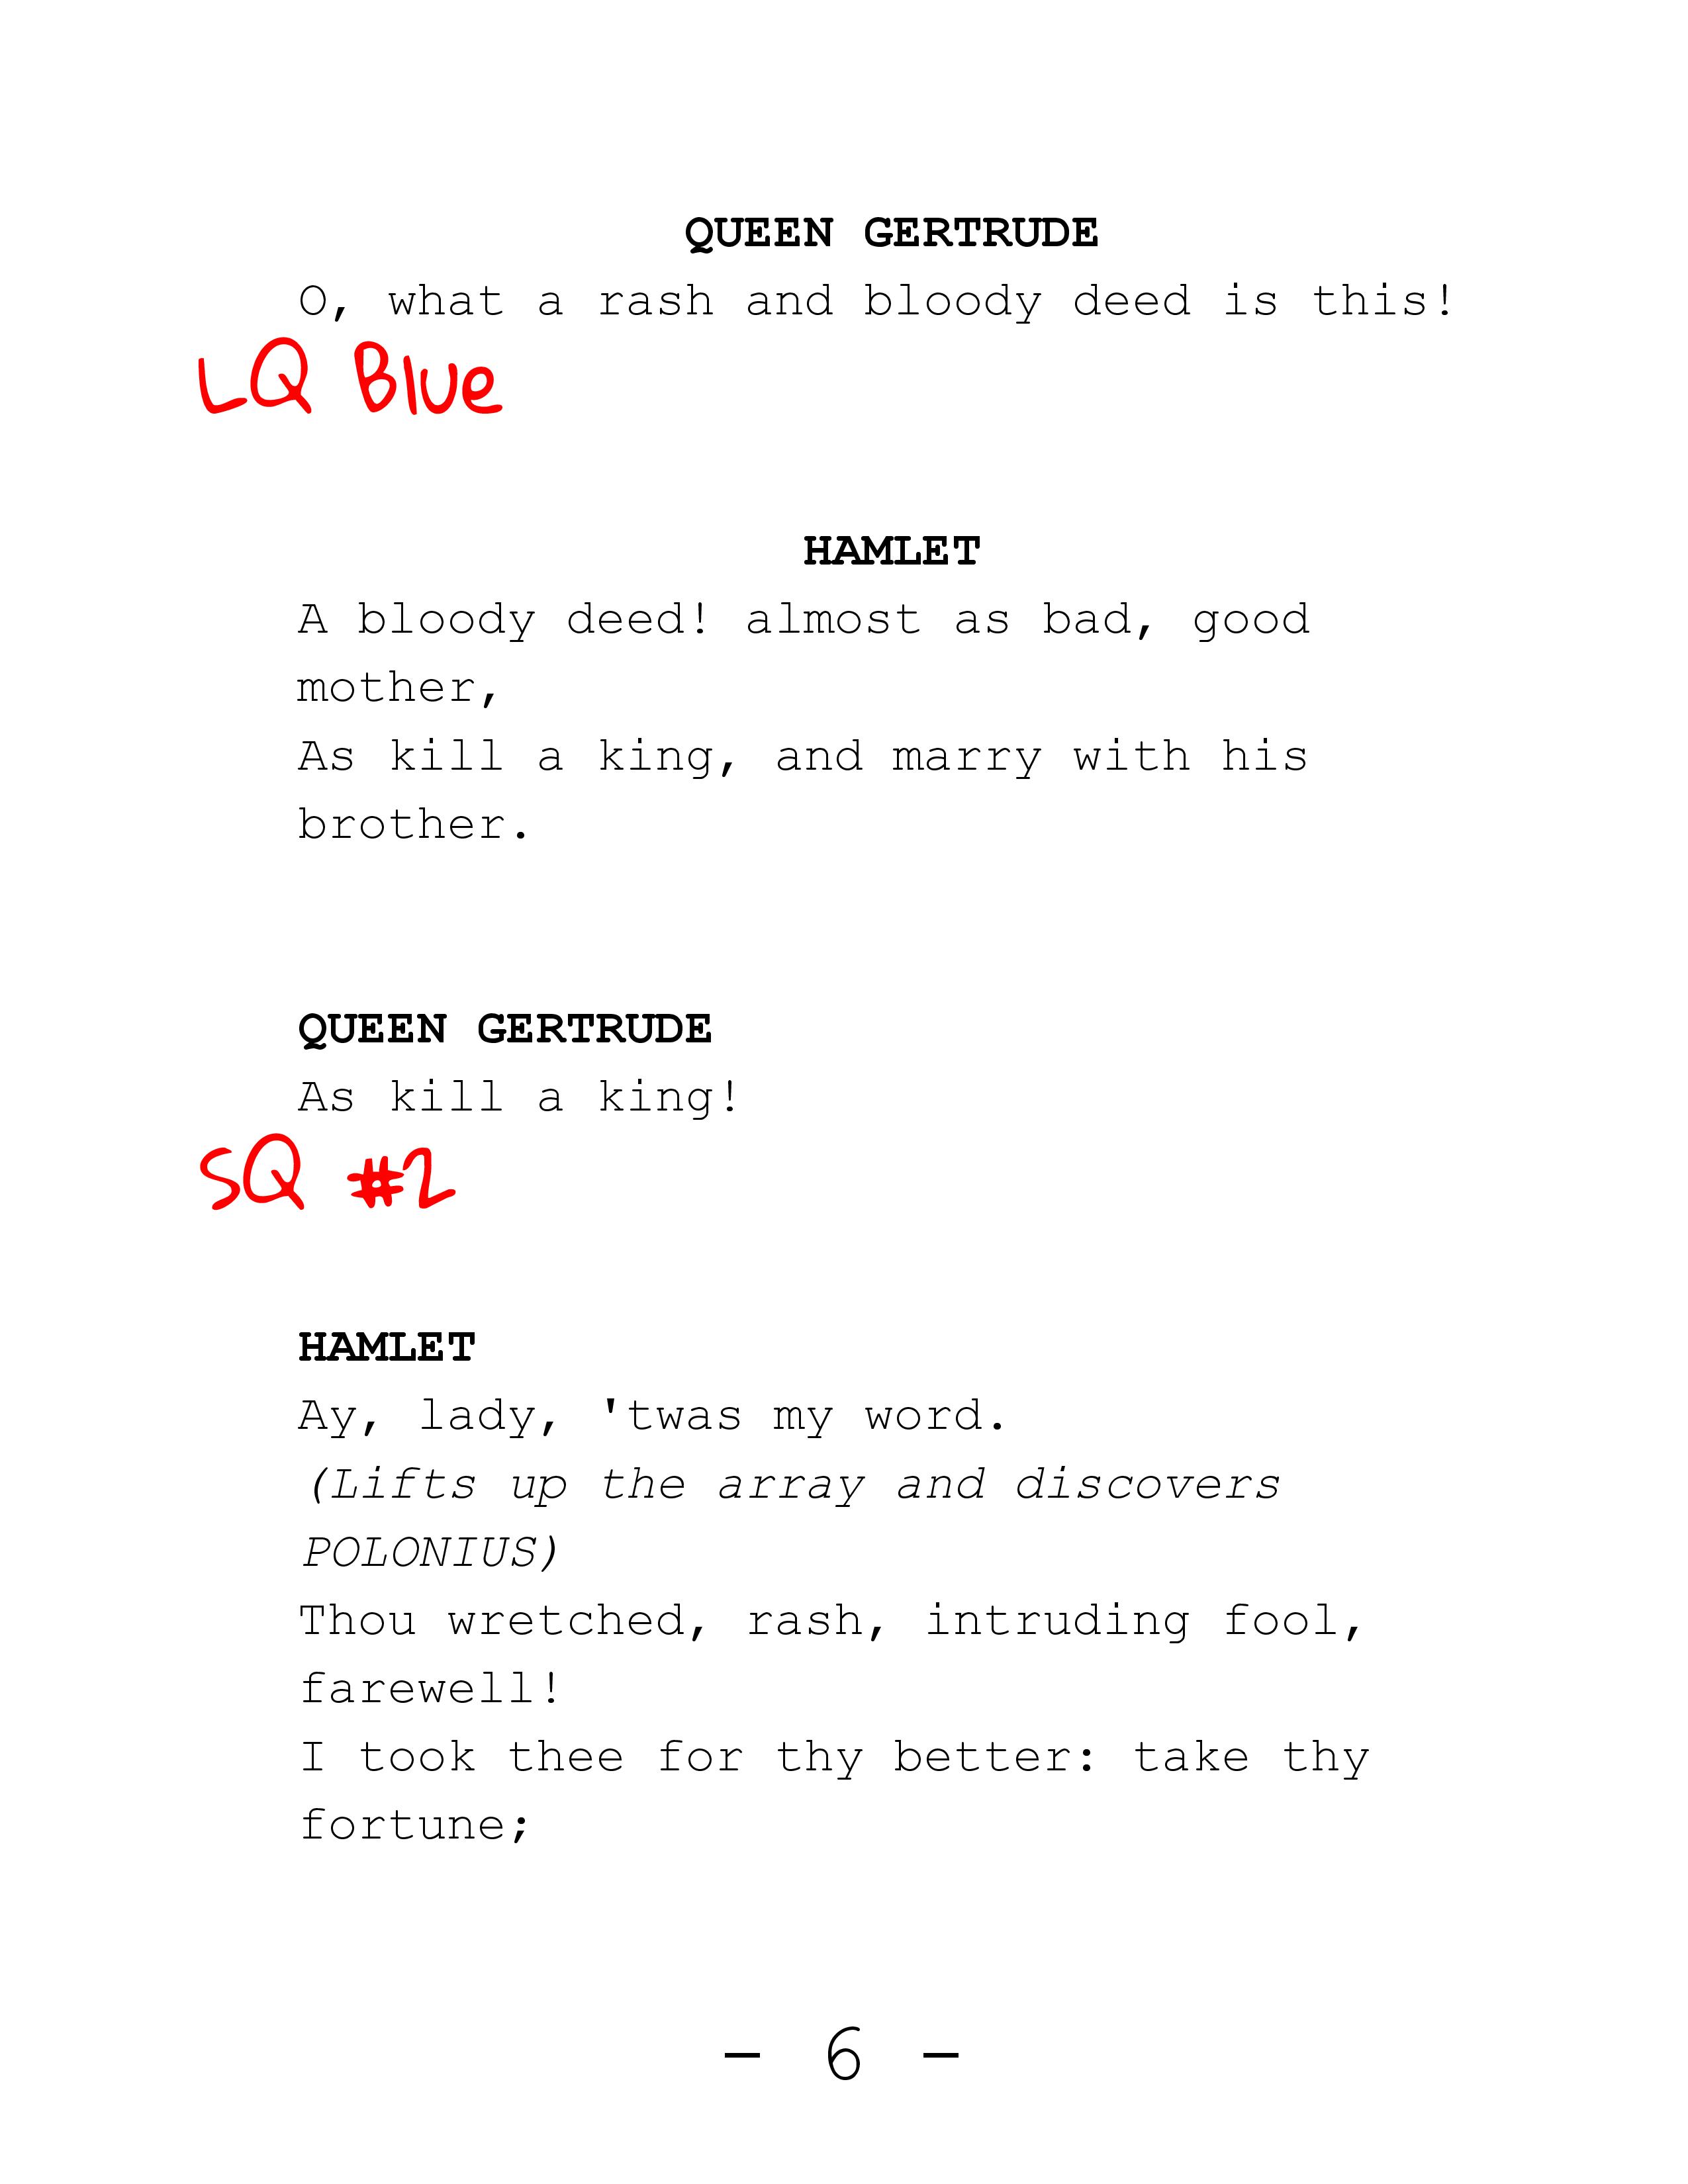 QUEEN GERTRUDE
O, what a rash and bloody deed is this!
LQ Blue
HAMLET
A bloody deed! almost as bad, good
mother,
As kill a king, and marry with his
brother.
QUEEN GERTRUDE
As kill a king!
SQ #2
HAMLET
Ay, lady, 'twas my word.
(Lifts up the array and discovers
POLONIUS)
Thou wretched, rash, intruding fool,
farewell!
I took thee for thy better: take thy
fortune;
- 6 -